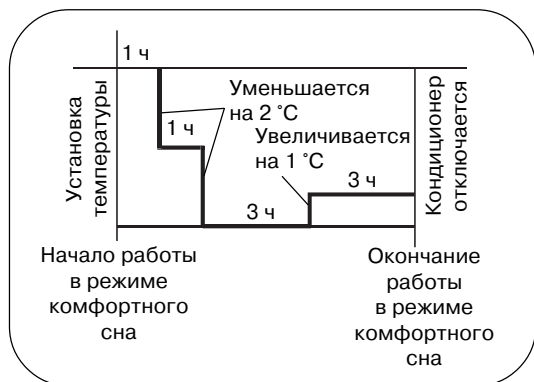 1 ч
Установка
температуры
Уменьшается
на 2 °C
1 ч
Увеличивается
на 1 °C
3 ч
3 ч
Кондиционер
отключается
Начало работы
в режиме
комфортного
сна
Окончание
работы
в режиме
комфортного
сна